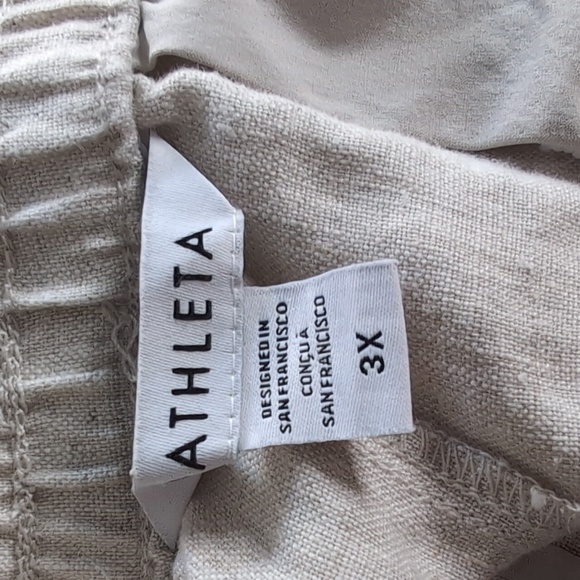 ATHLETA
DESIGNED IN
SAN FRANCISCO
CONÇU À
SAN FRANCISCO
3X